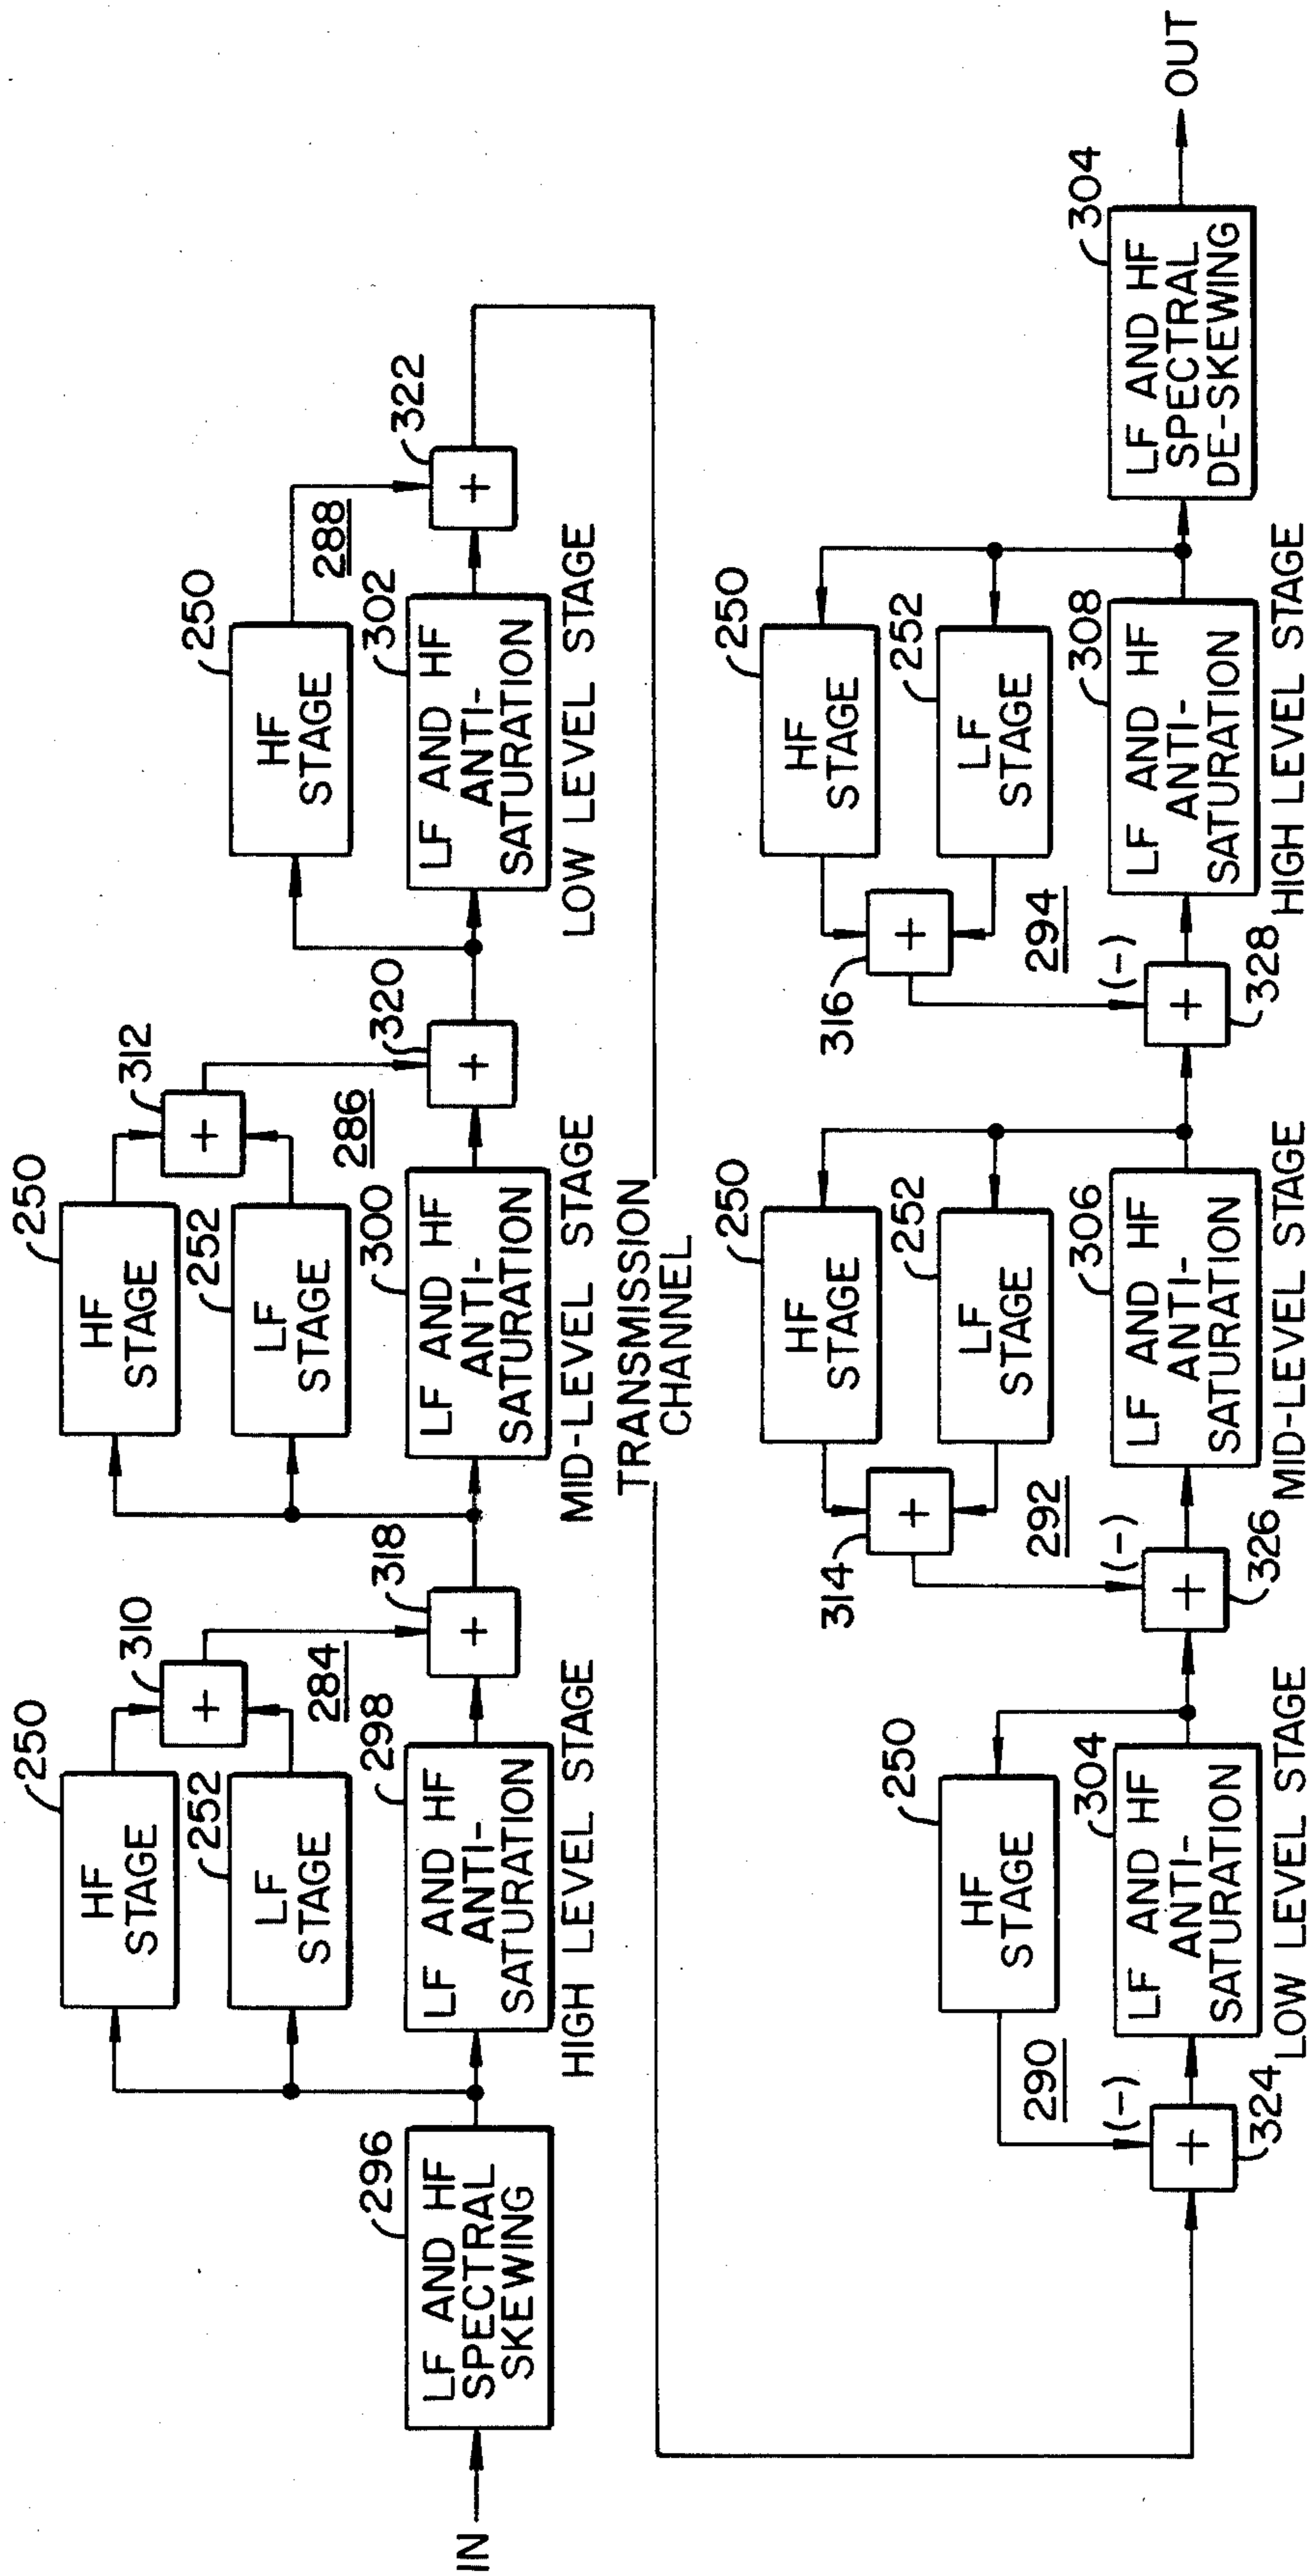 IN
LF AND HF
SPECTRAL
SKEWING
296
250
HF
STAGE
252
LF
STAGE
310
+
284
298
LF AND HF
ANTI-
SATURATION
318
+
HIGH LEVEL STAGE
250
HF
STAGE
252
LF
STAGE
312
+
286
300
LF AND HF
ANTI-
SATURATION
320
+
MID-LEVEL STAGE
250
HF
STAGE
288
302
LF AND HF
ANTI-
SATURATION
322
+
LOW LEVEL STAGE
TRANSMISSION
CHANNEL
250
HF
STAGE
290
(-)
+
324
304
LF AND HF
ANTI-
SATURATION
LOW LEVEL STAGE
250
HF
STAGE
252
LF
STAGE
314
+
292
(-)
+
326
306
LF AND HF
ANTI-
SATURATION
MID-LEVEL STAGE
250
HF
STAGE
252
LF
STAGE
316
+
294
(-)
+
328
308
LF AND HF
ANTI-
SATURATION
HIGH LEVEL STAGE
304
LF AND HF
SPECTRAL
DE-SKEWING
OUT